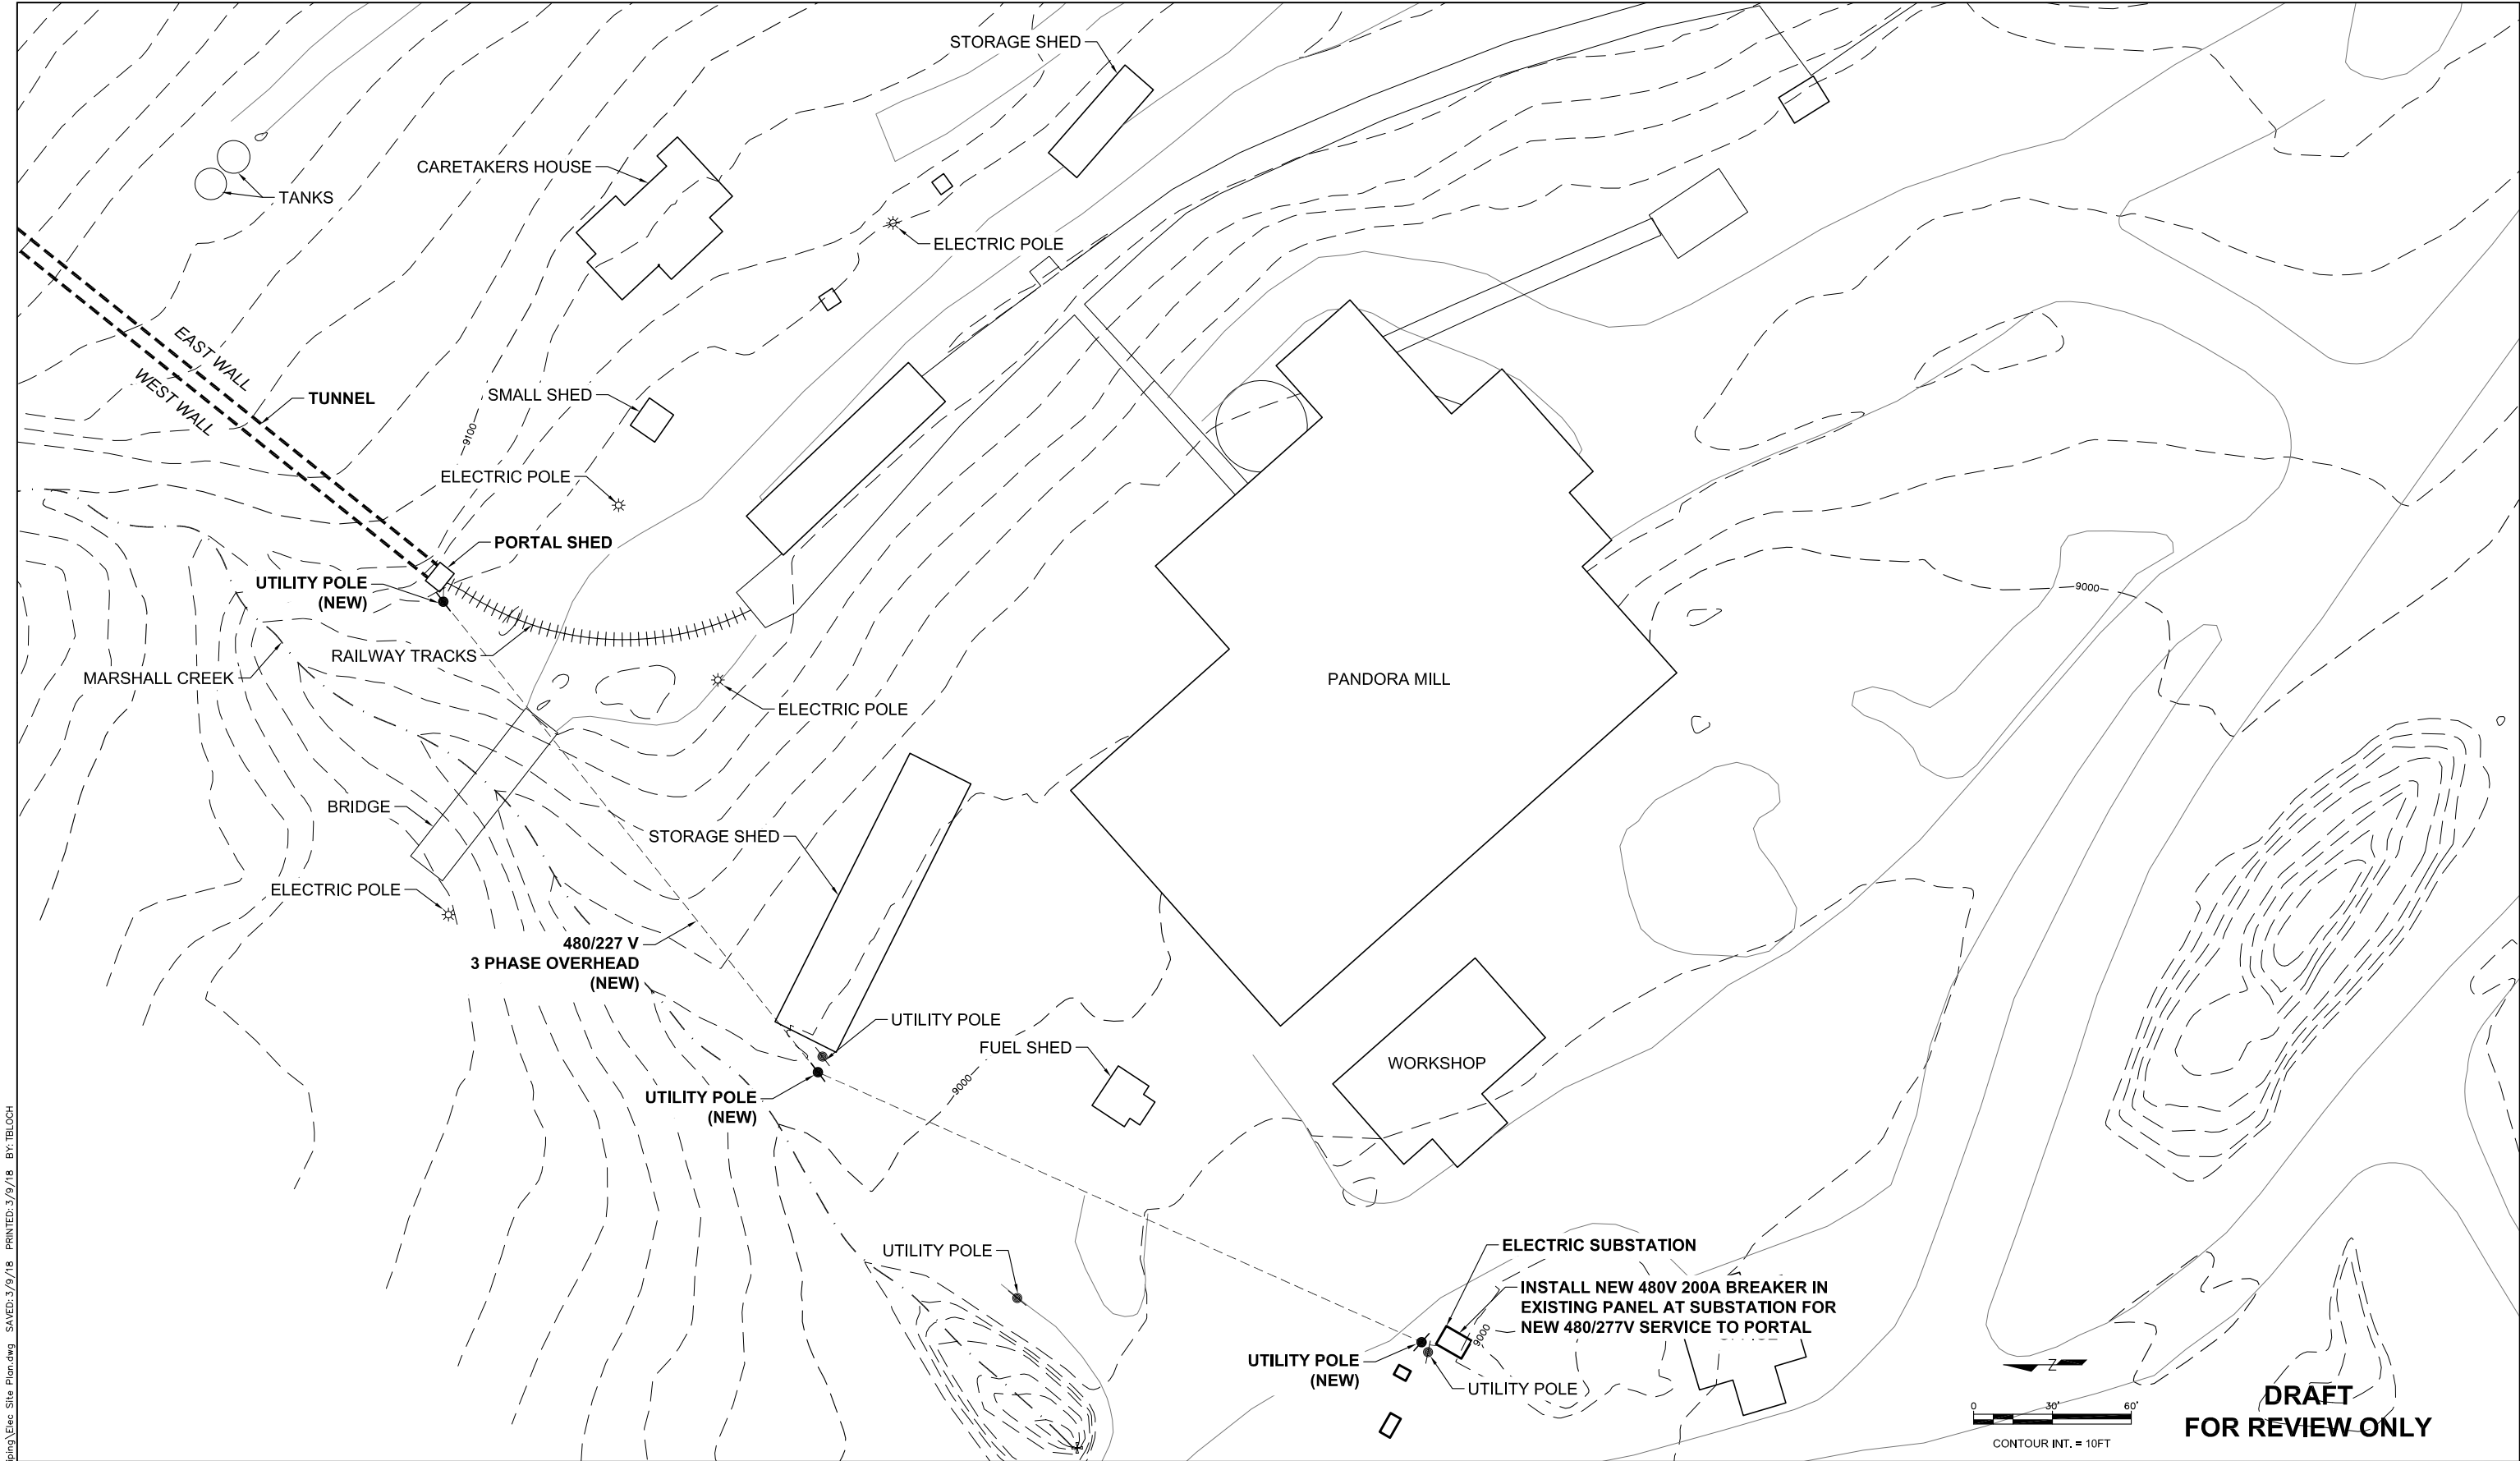 STORAGE SHED
CARETAKERS HOUSE
TANKS
ELECTRIC POLE
EAST WALL
WEST WALL
TUNNEL
SMALL SHED
9100
ELECTRIC POLE
PORTAL SHED
UTILITY POLE
(NEW)
9000
RAILWAY TRACKS
MARSHALL CREEK
PANDORA MILL
ELECTRIC POLE
BRIDGE
STORAGE SHED
ELECTRIC POLE
480/227 V
3 PHASE OVERHEAD
(NEW)
UTILITY POLE
FUEL SHED
WORKSHOP
9000
UTILITY POLE
(NEW)
UTILITY POLE
ELECTRIC SUBSTATION
INSTALL NEW 480V 200A BREAKER IN
EXISTING PANEL AT SUBSTATION FOR
NEW 480/277V SERVICE TO PORTAL
9000
UTILITY POLE
(NEW)
UTILITY POLE
Z
0 30' 60'
CONTOUR INT. = 10FT
DRAFT
FOR REVIEW ONLY
ping\Elec Site Plan.dwg SAVED: 3/9/18 PRINTED: 3/9/18 BY: TBLOCH